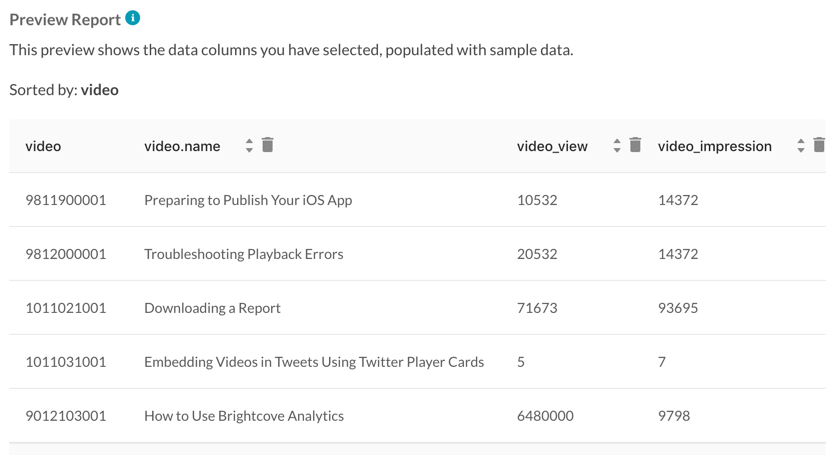 Preview Report i
This preview shows the data columns you have selected, populated with sample data.
Sorted by: video
video video.name video_view video_impression
9811900001 Preparing to Publish Your iOS App 10532 14372
9812000001 Troubleshooting Playback Errors 20532 14372
1011021001 Downloading a Report 71673 93695
1011031001 Embedding Videos in Tweets Using Twitter Player Cards 5 7
9012103001 How to Use Brightcove Analytics 6480000 9798